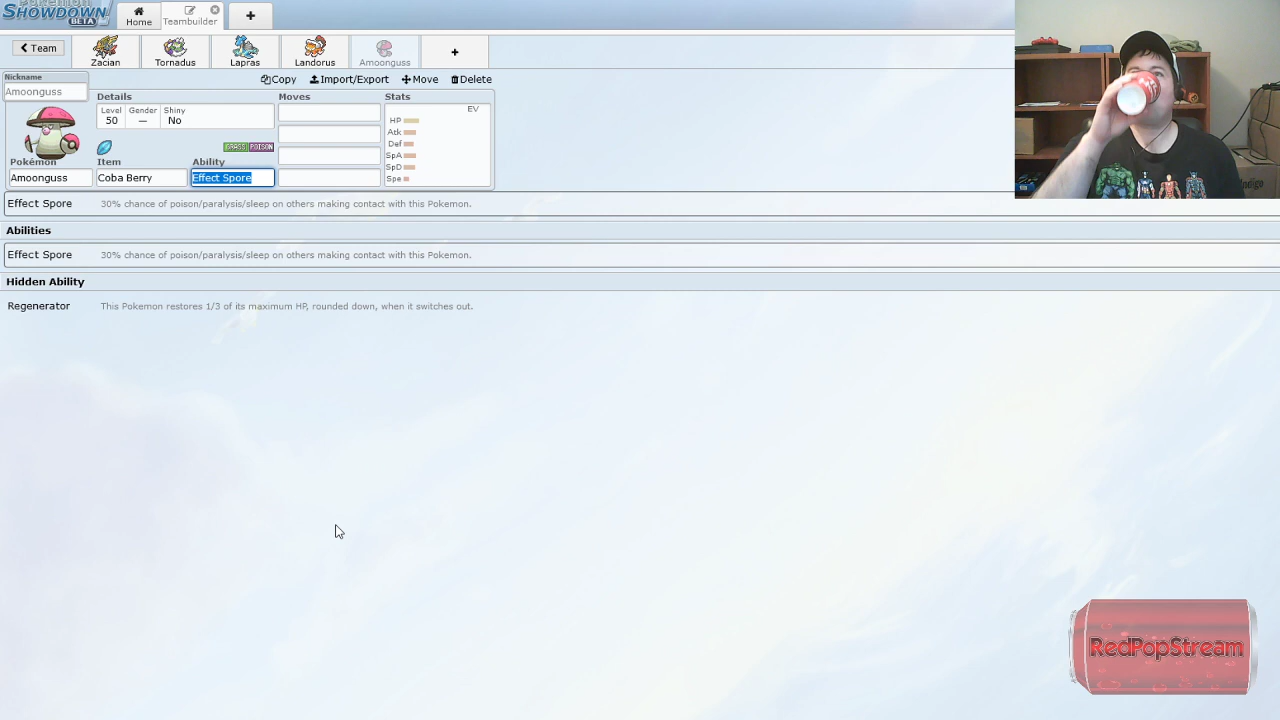 Pokémon
SHOWDOWN
BETA
Home
Teambuilder
+
Team
Zacian
Tornadus
Lapras
Landorus
Amoonguss
+
Copy
Import/Export
Move
Delete
Nickname
Amoonguss
Details
Moves
Stats
Level
Gender
Shiny
50
—
No
EV
HP
Atk
Def
SpA
SpD
Spe
GRASS
POISON
Pokémon
Item
Ability
Amoonguss
Coba Berry
Effect Spore
Effect Spore 30% chance of poison/paralysis/sleep on others making contact with this Pokemon.
Abilities
Effect Spore 30% chance of poison/paralysis/sleep on others making contact with this Pokemon.
Hidden Ability
Regenerator This Pokemon restores 1/3 of its maximum HP, rounded down, when it switches out.
RedPopStream